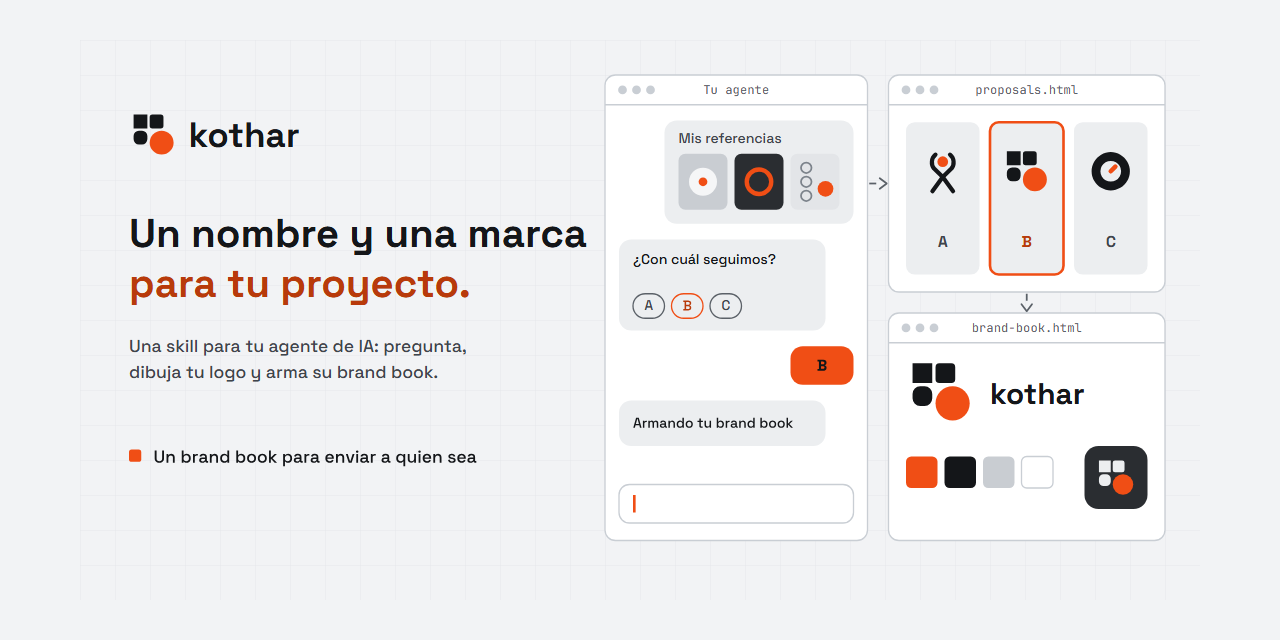 kothar
Un nombre y una marca
para tu proyecto.
Una skill para tu agente de IA: pregunta,
dibuja tu logo y arma su brand book.
Un brand book para enviar a quien sea
Tu agente
Mis referencias
¿Con cuál seguimos?
A B C
B
Armando tu brand book
proposals.html
A B C
brand-book.html
kothar